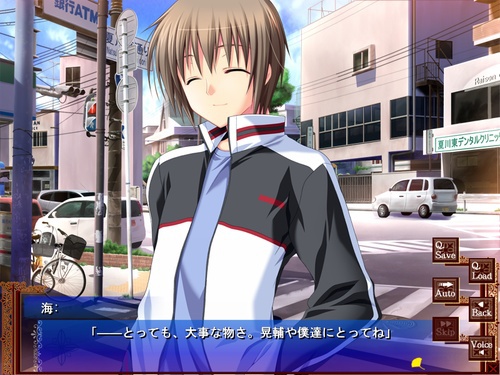 銀行ATM
Raison
夏川東デンタルクリニック
Q.
Save
Q.
Load
Auto
Back
Skip
Voice
海：
「――とっても、大事な物さ。晃輔や僕達にとってね」